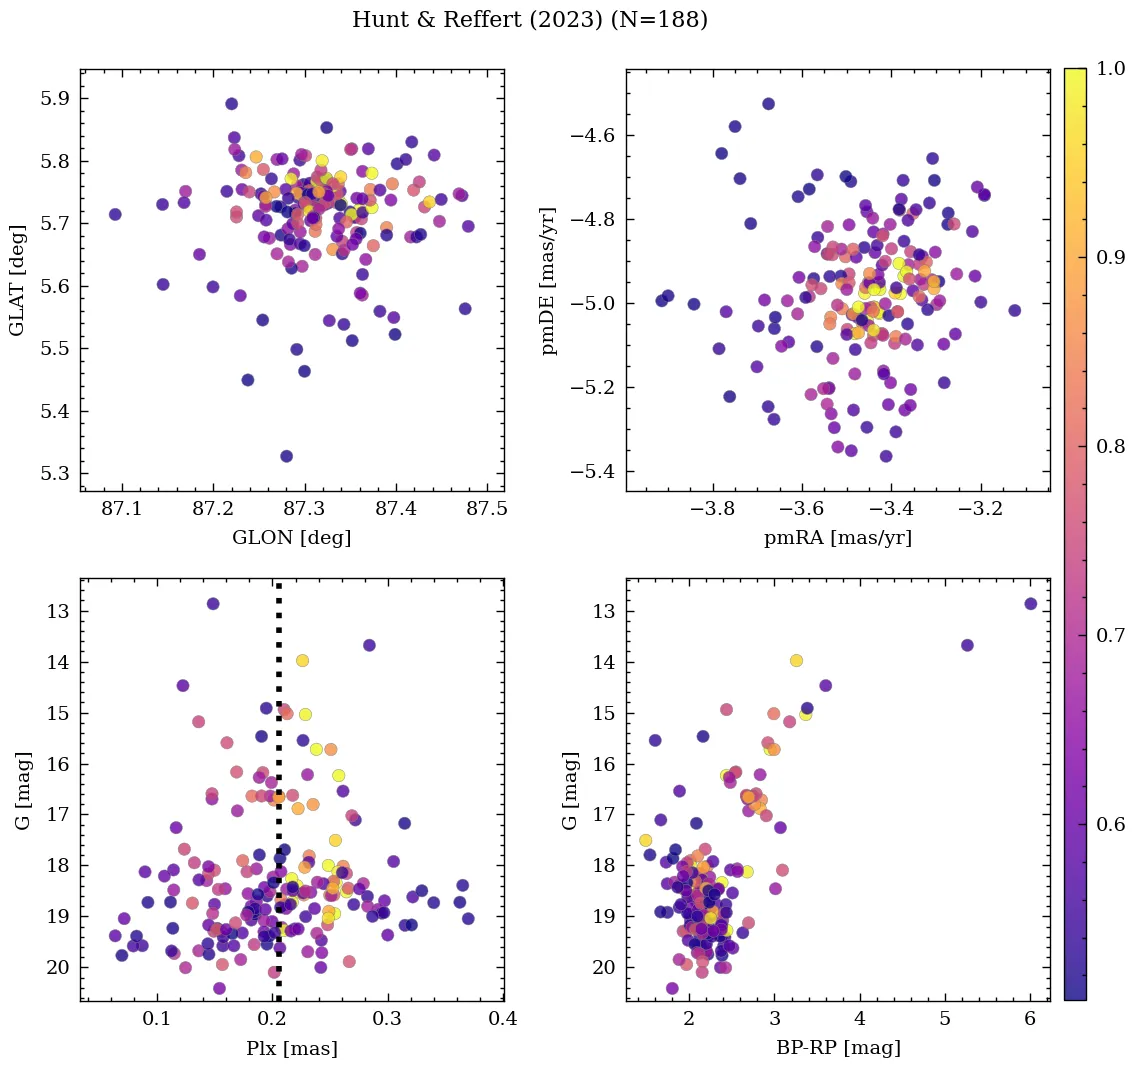 Hunt & Reffert (2023) (N=188)
5.9
5.8
5.7
5.6
5.5
5.4
5.3
GLAT [deg]
87.1 87.2 87.3 87.4 87.5
GLON [deg]
−4.6
−4.8
−5.0
−5.2
−5.4
pmDE [mas/yr]
−3.8 −3.6 −3.4 −3.2
pmRA [mas/yr]
1.0
0.9
0.8
0.7
0.6
13
14
15
16
17
18
19
20
G [mag]
0.1 0.2 0.3 0.4
Plx [mas]
13
14
15
16
17
18
19
20
G [mag]
2 3 4 5 6
BP-RP [mag]